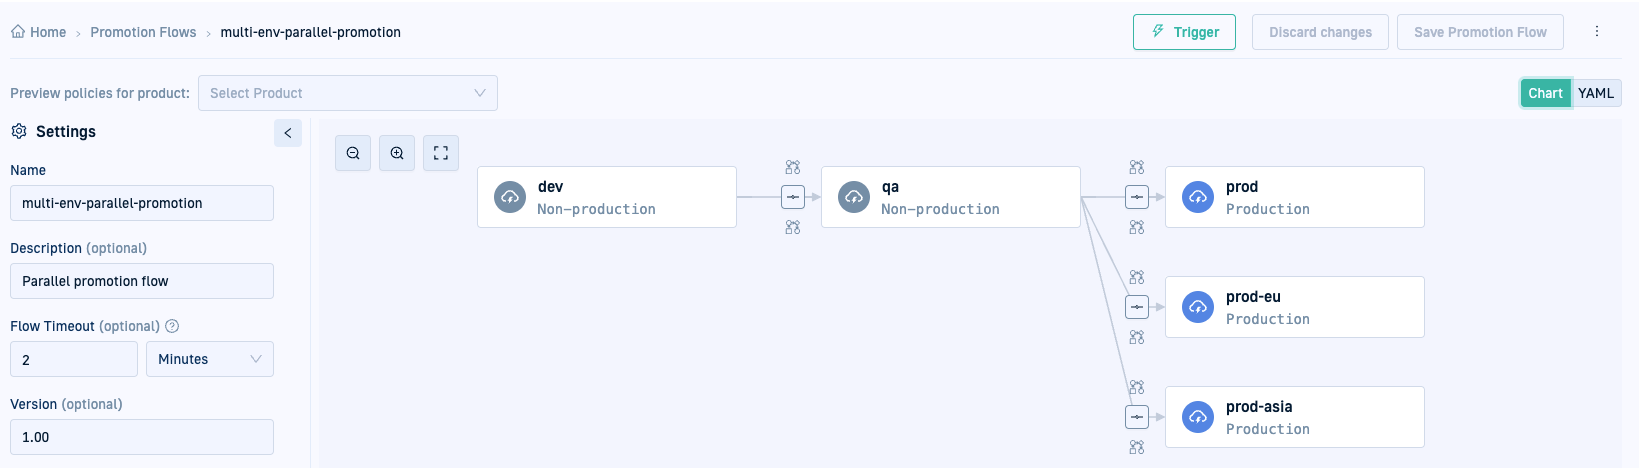 Home > Promotion Flows > multi-env-parallel-promotion
Trigger
Discard changes
Save Promotion Flow
Preview policies for product:
Select Product
Chart
YAML
Settings
Name
multi-env-parallel-promotion
Description (optional)
Parallel promotion flow
Flow Timeout (optional)
2
Minutes
Version (optional)
1.00
dev
Non-production
qa
Non-production
prod
Production
prod-eu
Production
prod-asia
Production